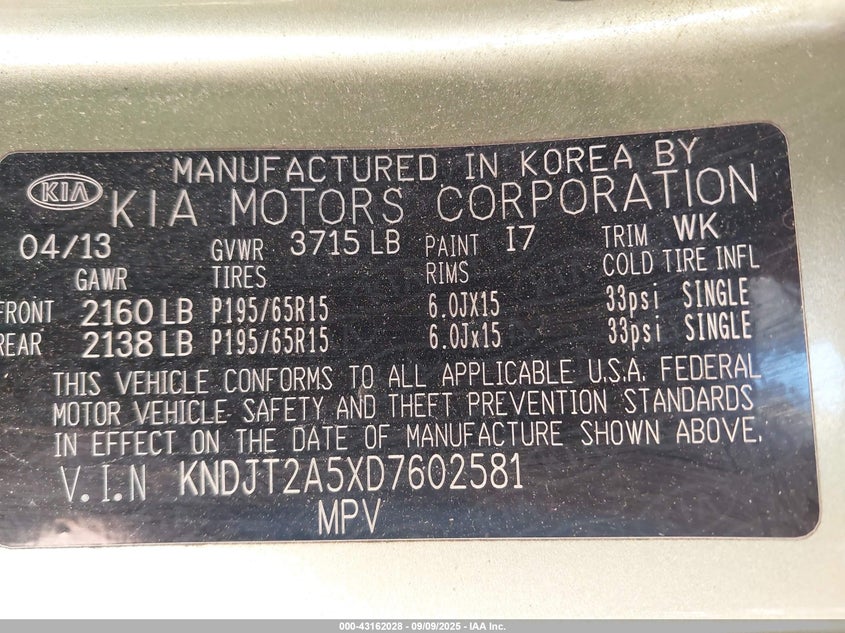 MANUFACTURED IN KOREA BY
KIA KIA MOTORS CORPORATION
04/13 GVWR 3715 LB PAINT I7 TRIM WK
GAWR TIRES RIMS COLD TIRE INFL
FRONT 2160 LB P195/65R15 6.0JX15 33psi SINGLE
REAR 2138 LB P195/65R15 6.0Jx15 33psi SINGLE
THIS VEHICLE CONFORMS TO ALL APPLICABLE U.S.A. FEDERAL
MOTOR VEHICLE SAFETY AND THEFT PREVENTION STANDARDS
IN EFFECT ON THE DATE OF MANUFACTURE SHOWN ABOVE.
V.I.N KNDJT2A5XD7602581
MPV
000-43162028 - 09/09/2025 - IAA Inc.